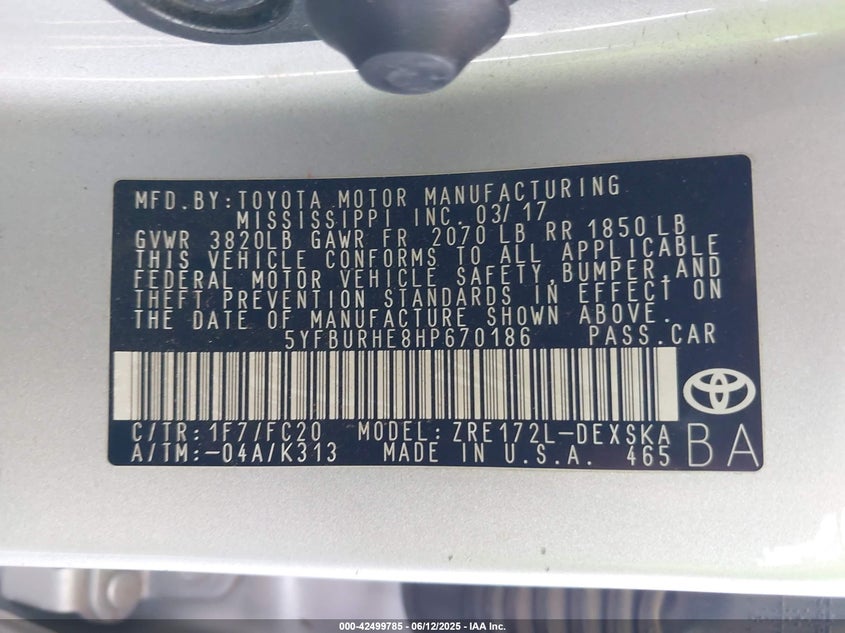 MFD.BY:TOYOTA MOTOR MANUFACTURING
MISSISSIPPI INC. 03/17
GVWR 3820LB GAWR FR 2070 LB RR 1850 LB
THIS VEHICLE CONFORMS TO ALL APPLICABLE
FEDERAL MOTOR VEHICLE SAFETY,BUMPER,AND
THEFT PREVENTION STANDARDS IN EFFECT ON
THE DATE OF MANUFACTURE SHOWN ABOVE.
5YFBURHE8HP670186 PASS.CAR
C/TR:1F7/FC20 MODEL:ZRE172L-DEXSKA
A/TM:-04A/K313 MADE IN U.S.A. 465 BA
000-42499785 - 06/12/2025 - IAA Inc.